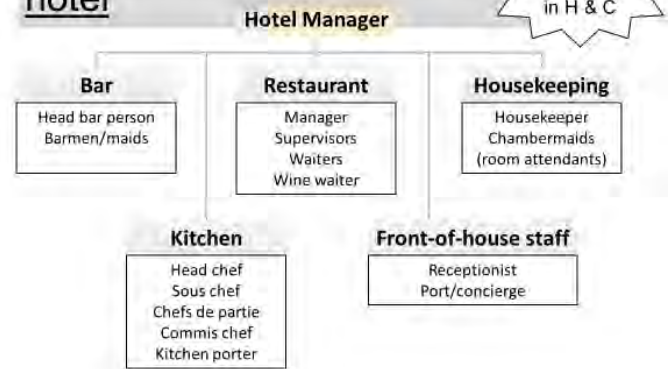 hotel
in H & C
Hotel Manager
Bar
Head bar person
Barmen/maids
Restaurant
Manager
Supervisors
Waiters
Wine waiter
Housekeeping
Housekeeper
Chambermaids
(room attendants)
Kitchen
Head chef
Sous chef
Chefs de partie
Commis chef
Kitchen porter
Front-of-house staff
Receptionist
Port/concierge